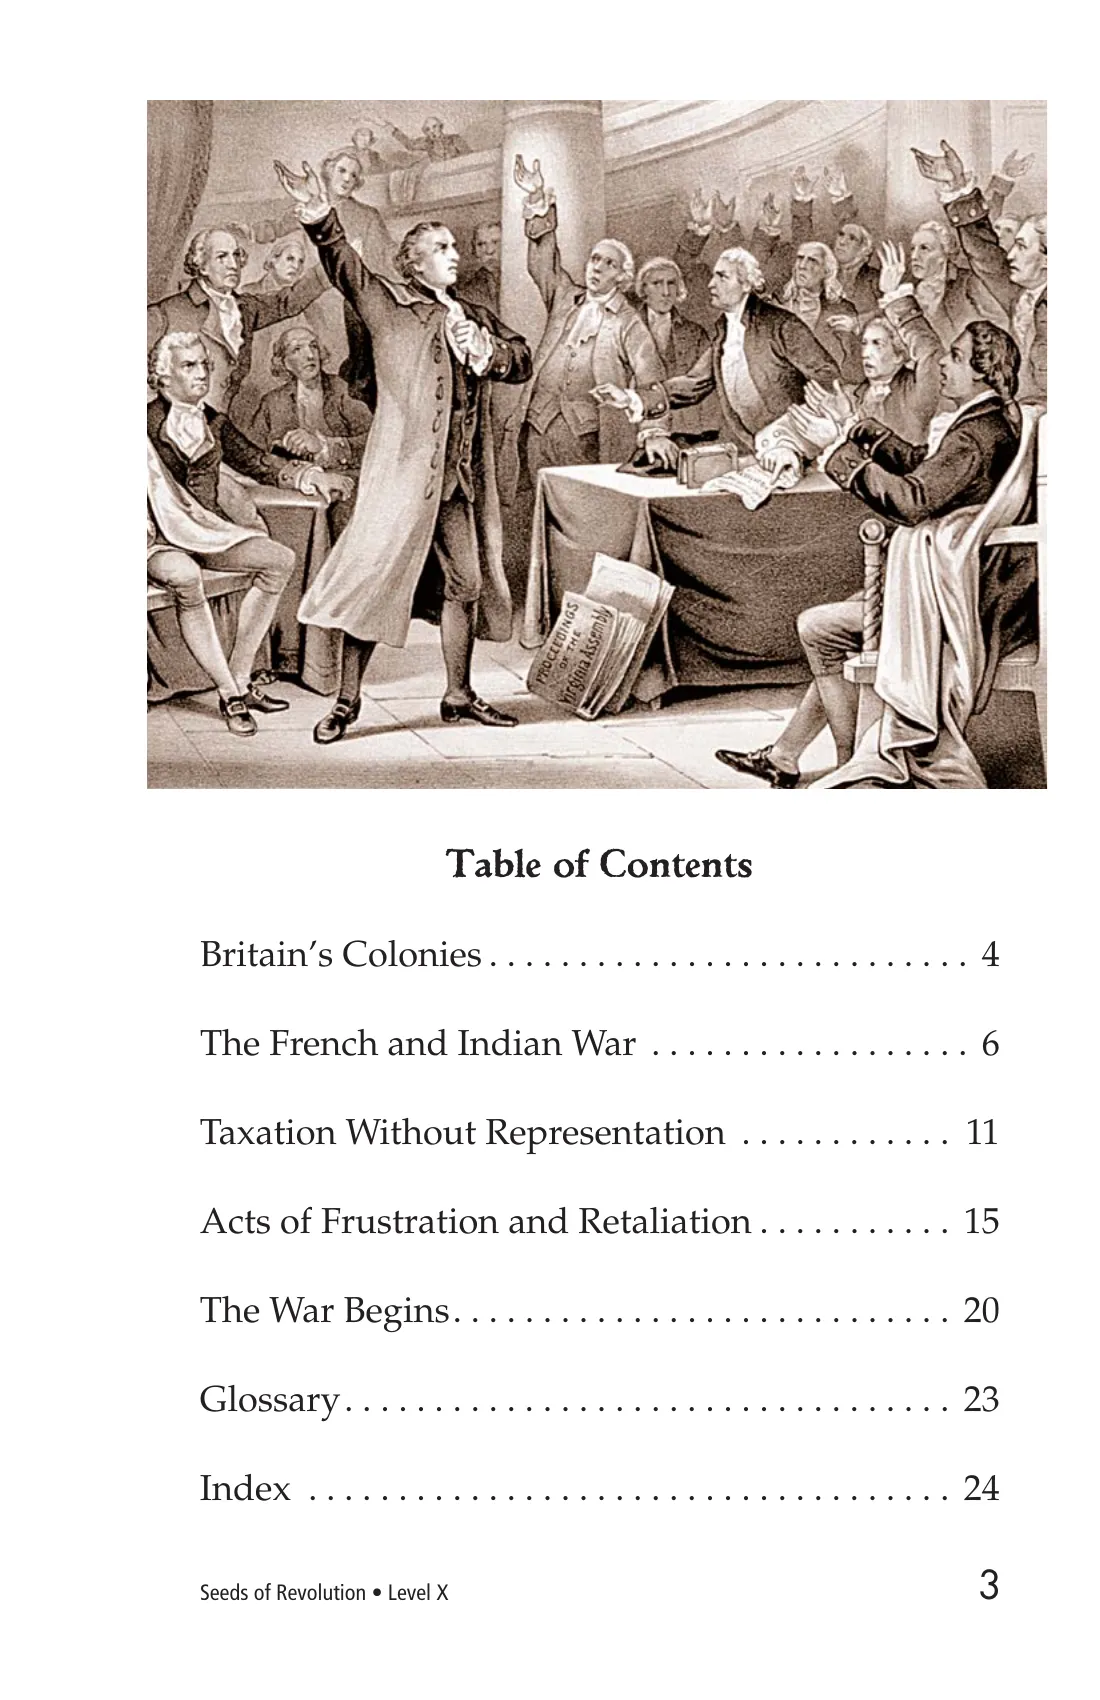 PROCEEDINGS
OF THE
Virginia Assembly
Table of Contents
Britain’s Colonies . . . . . . . . . . . . . . . . . . . . . . . . . . . 4
The French and Indian War . . . . . . . . . . . . . . . . . . 6
Taxation Without Representation . . . . . . . . . . . . 11
Acts of Frustration and Retaliation . . . . . . . . . . . 15
The War Begins . . . . . . . . . . . . . . . . . . . . . . . . . . . . 20
Glossary . . . . . . . . . . . . . . . . . . . . . . . . . . . . . . . . . . 23
Index . . . . . . . . . . . . . . . . . . . . . . . . . . . . . . . . . . . . 24
Seeds of Revolution • Level X 3